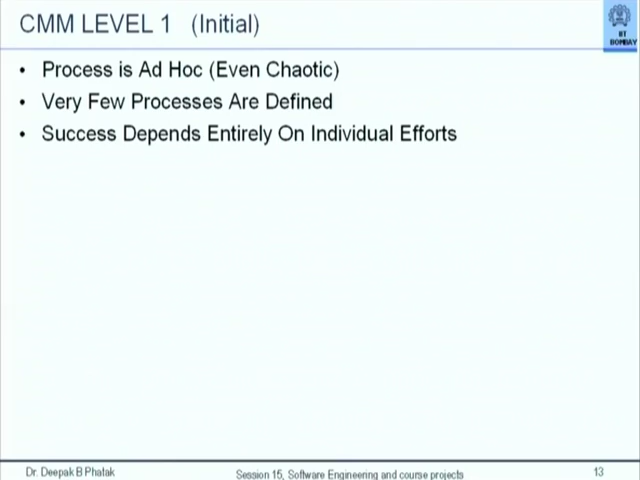 CMM LEVEL 1 (Initial)
IIT
BOMBAY
• Process is Ad Hoc (Even Chaotic)
• Very Few Processes Are Defined
• Success Depends Entirely On Individual Efforts
Dr. Deepak B Phatak
Session 15, Software Engineering and course projects
13